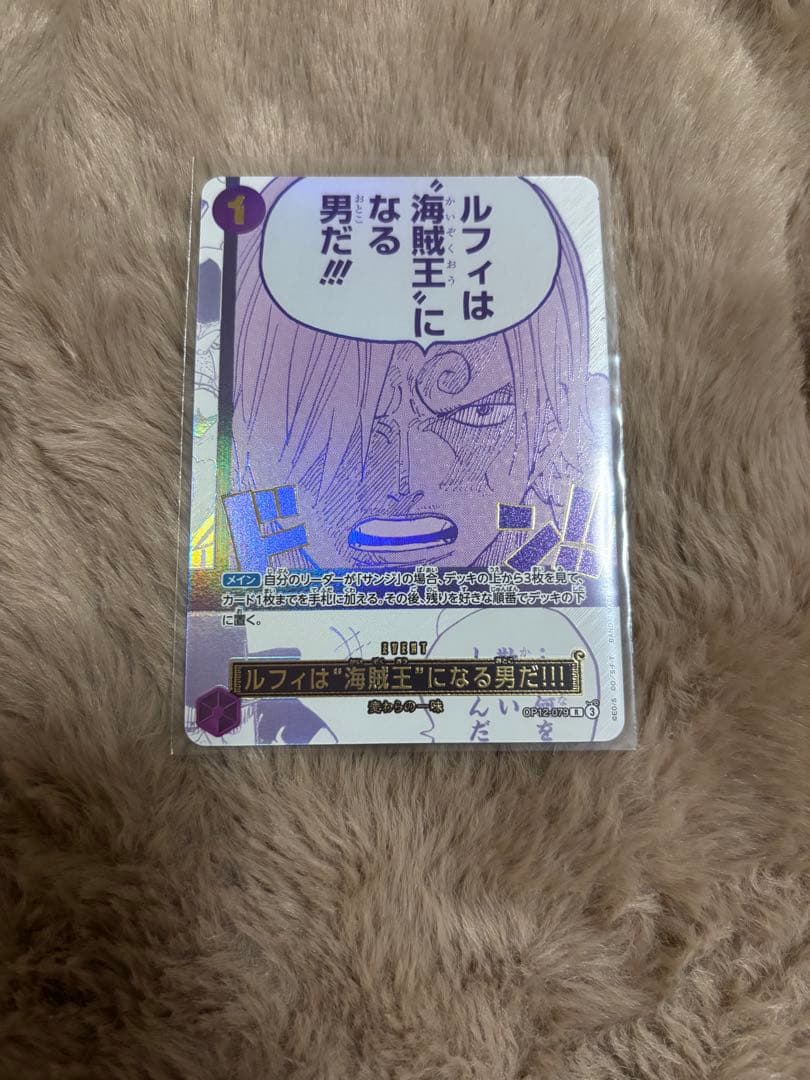 1
ルフィは
“海賊王”に
なる
男だ!!!
ドン!!
メイン 自分のリーダーが「サンジ」の場合、デッキの上から3枚を見て、
カード1枚までを手札に加える。その後、残りを好きな順番でデッキの下
に置く。
EVENT
ルフィは“海賊王”になる男だ!!!
麦わらの一味
OP12-079 R 3